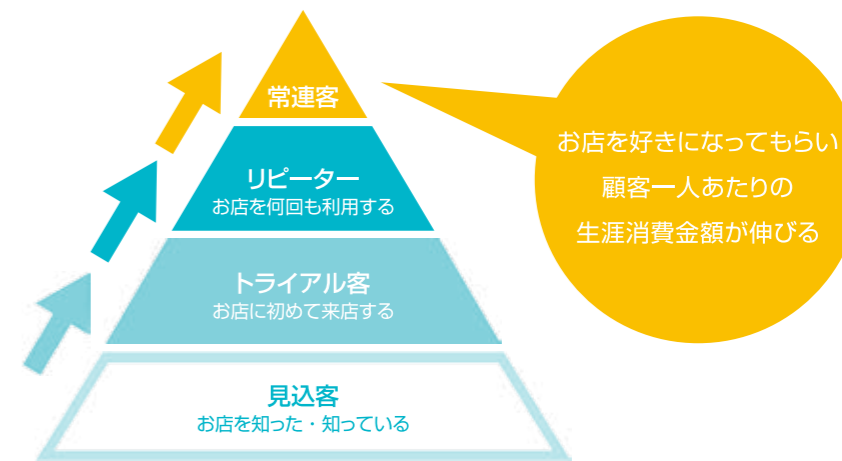 常連客
リピーター
お店を何回も利用する
トライアル客
お店に初めて来店する
見込客
お店を知った・知っている
お店を好きになってもらい
顧客一人あたりの
生涯消費金額が伸びる